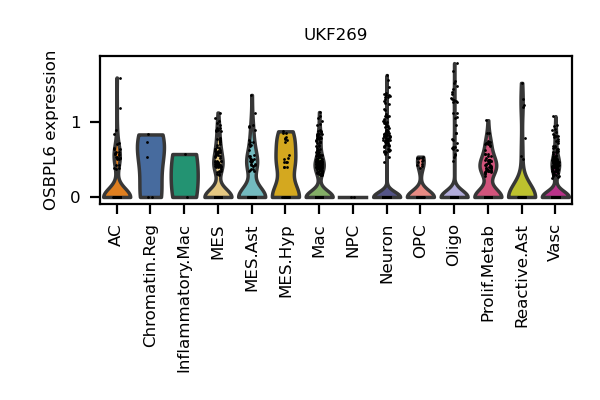 UKF269
OSBPL6 expression
1
0
AC
Chromatin.Reg
Inflammatory.Mac
MES
MES.Ast
MES.Hyp
Mac
NPC
Neuron
OPC
Oligo
Prolif.Metab
Reactive.Ast
Vasc